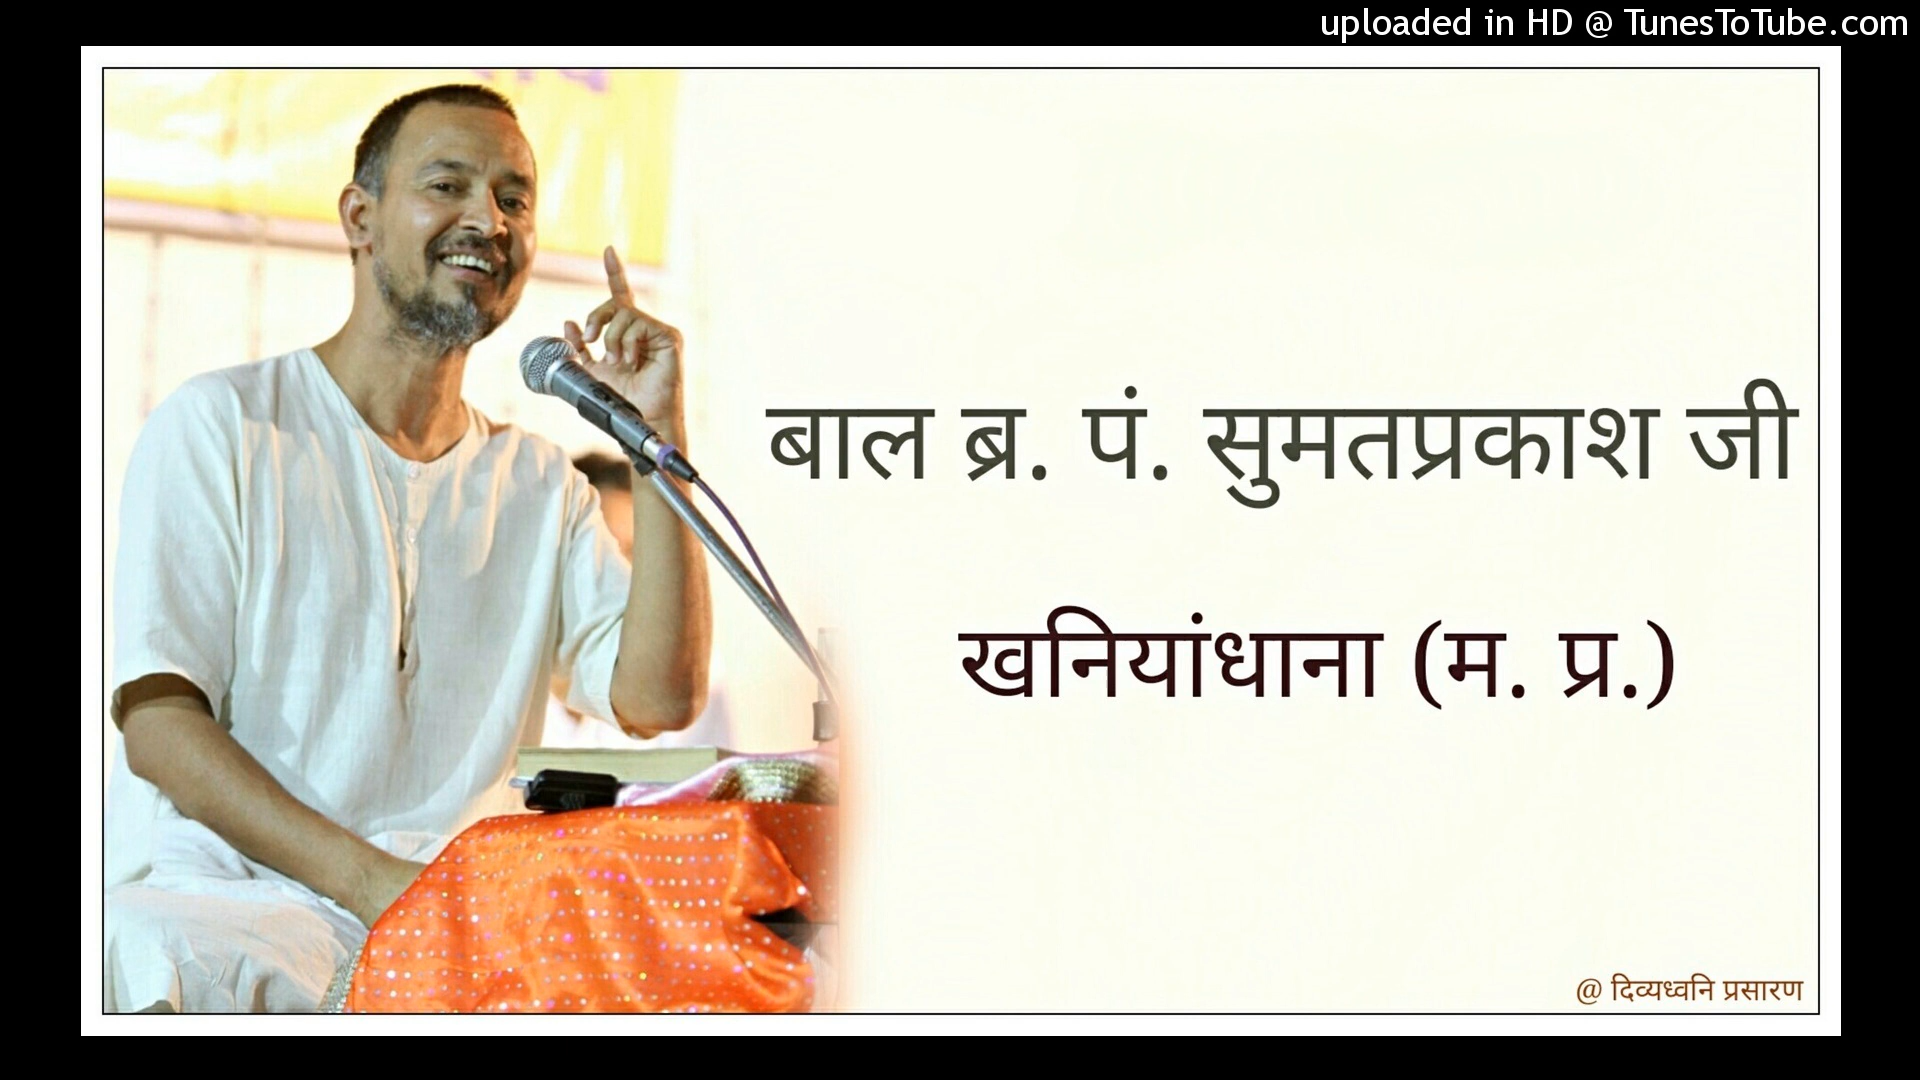 uploaded in HD @ TunesToTube.com
बाल ब्र. पं. सुमतप्रकाश जी
खनियांधाना (म. प्र.)
@ दिव्यध्वनि प्रसारण